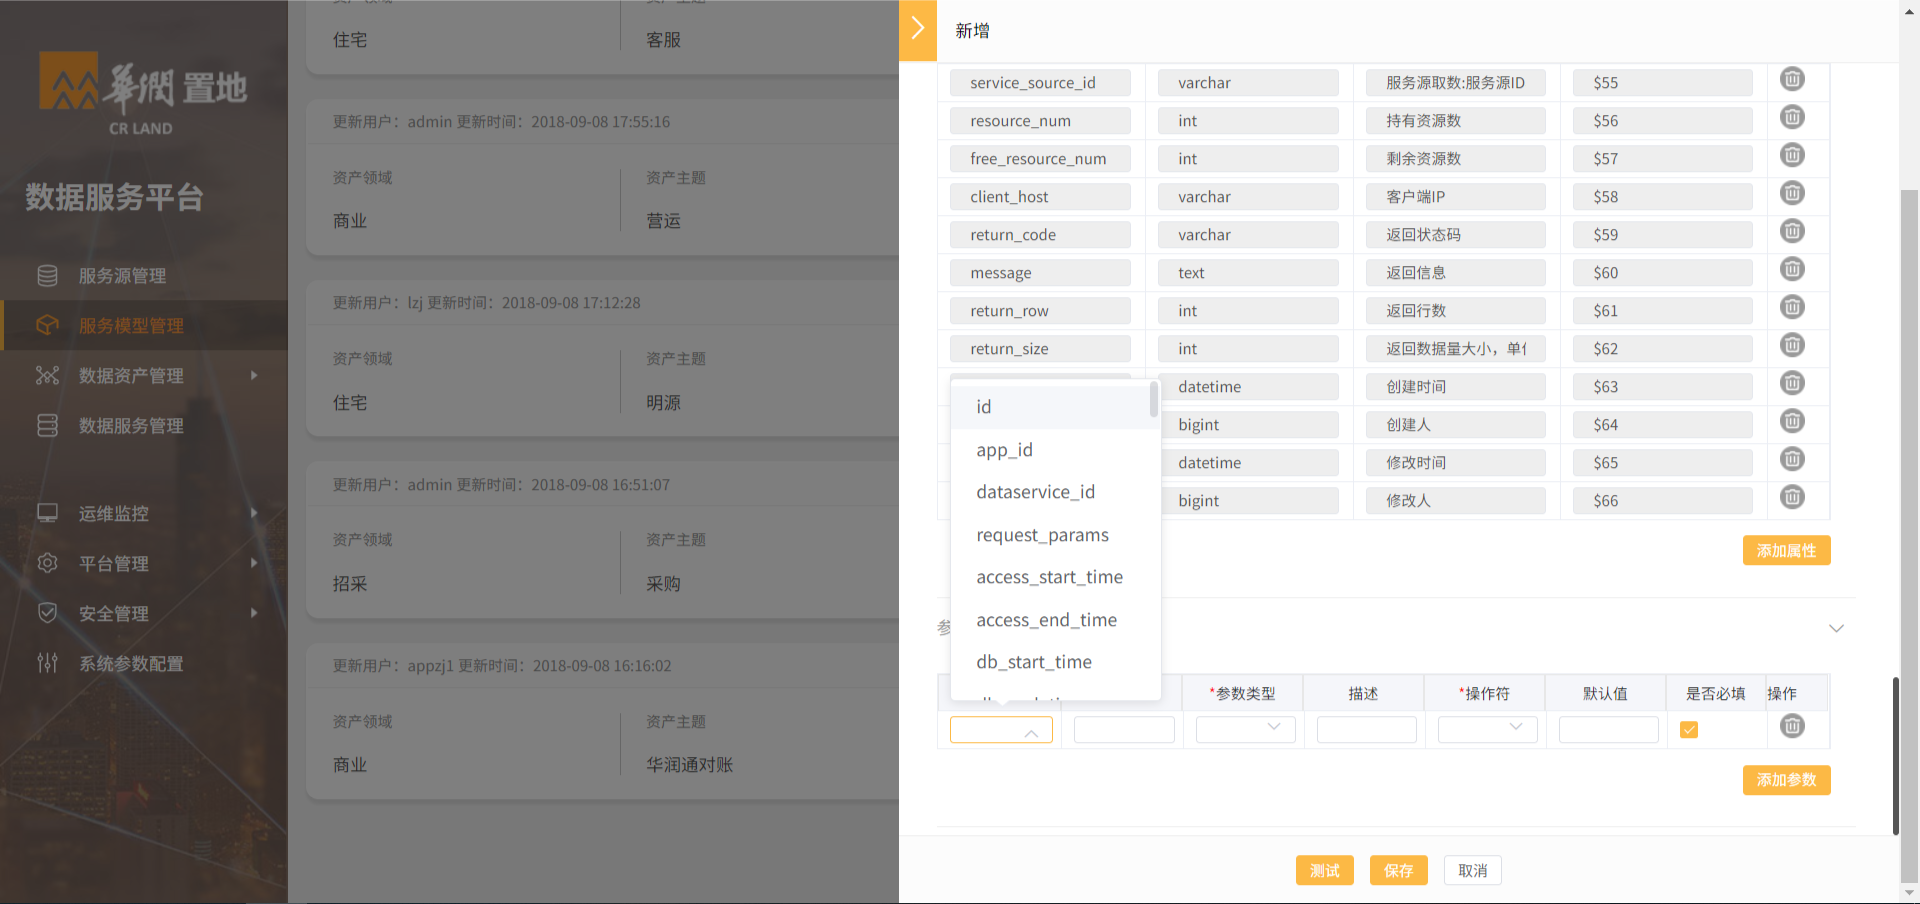 華潤置地
CR LAND
数据服务平台
服务源管理
服务模型管理
数据资产管理
数据服务管理
运维监控
平台管理
安全管理
系统参数配置
住宅
客服
更新用户：admin 更新时间：2018-09-08 17:55:16
资产领域
资产主题
商业
营运
更新用户：lzj 更新时间：2018-09-08 17:12:28
资产领域
资产主题
住宅
明源
更新用户：admin 更新时间：2018-09-08 16:51:07
资产领域
资产主题
招采
采购
更新用户：appzj1 更新时间：2018-09-08 16:16:02
资产领域
资产主题
商业
华润通对账
新增
service_source_id varchar 服务源取数:服务源ID $55
resource_num int 持有资源数 $56
free_resource_num int 剩余资源数 $57
client_host varchar 客户端IP $58
return_code varchar 返回状态码 $59
message text 返回信息 $60
return_row int 返回行数 $61
return_size int 返回数据量大小，单 $62
datetime 创建时间 $63
bigint 创建人 $64
datetime 修改时间 $65
bigint 修改人 $66
id
app_id
dataservice_id
request_params
access_start_time
access_end_time
db_start_time
添加属性
*参数类型 描述 *操作符 默认值 是否必填 操作
添加参数
测试 保存 取消